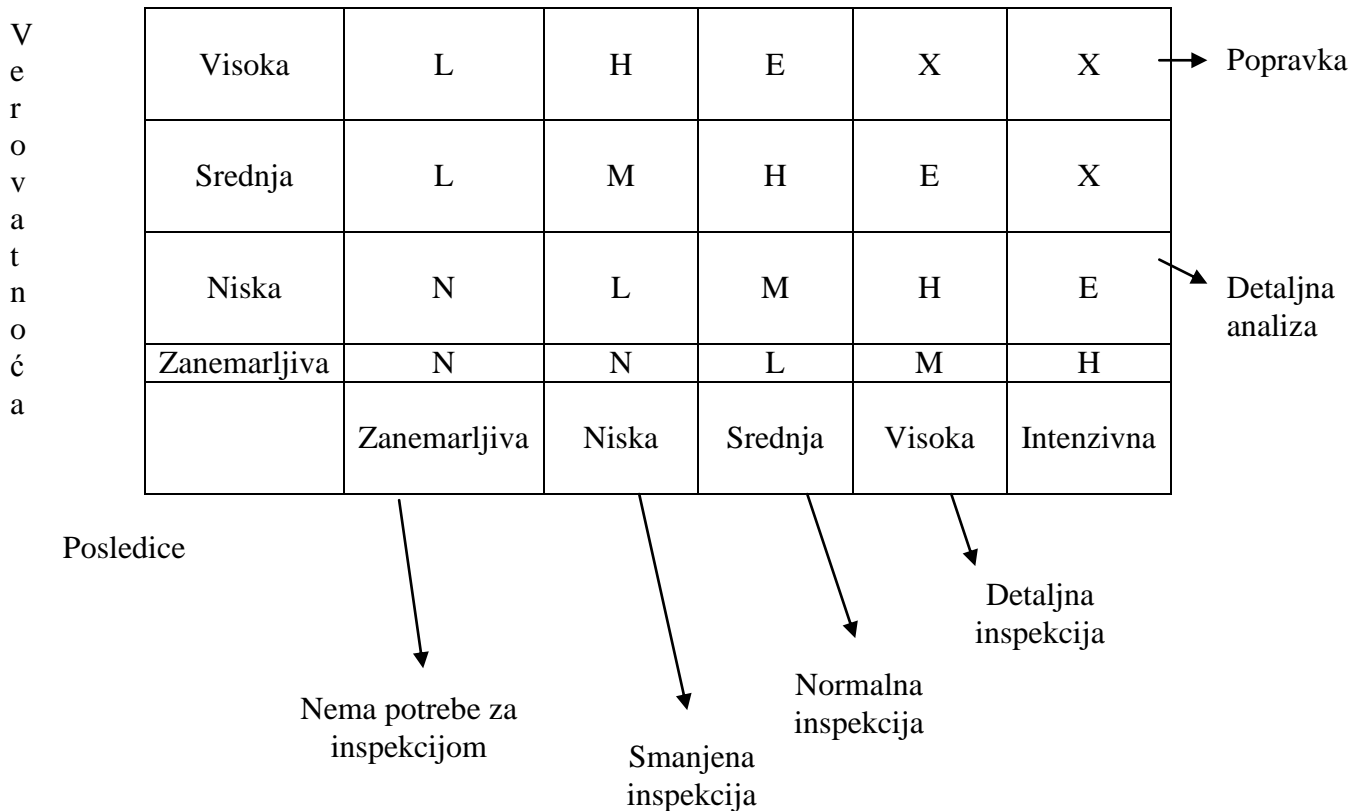 Verovatnoća
Visoka L H E X X
Popravka
Srednja L M H E X
Niska N L M H E
Detaljna
analiza
Zanemarljiva N N L M H
Zanemarljiva Niska Srednja Visoka Intenzivna
Posledice
Detaljna
inspekcija
Normalna
inspekcija
Nema potrebe za
inspekcijom
Smanjena
inspekcija